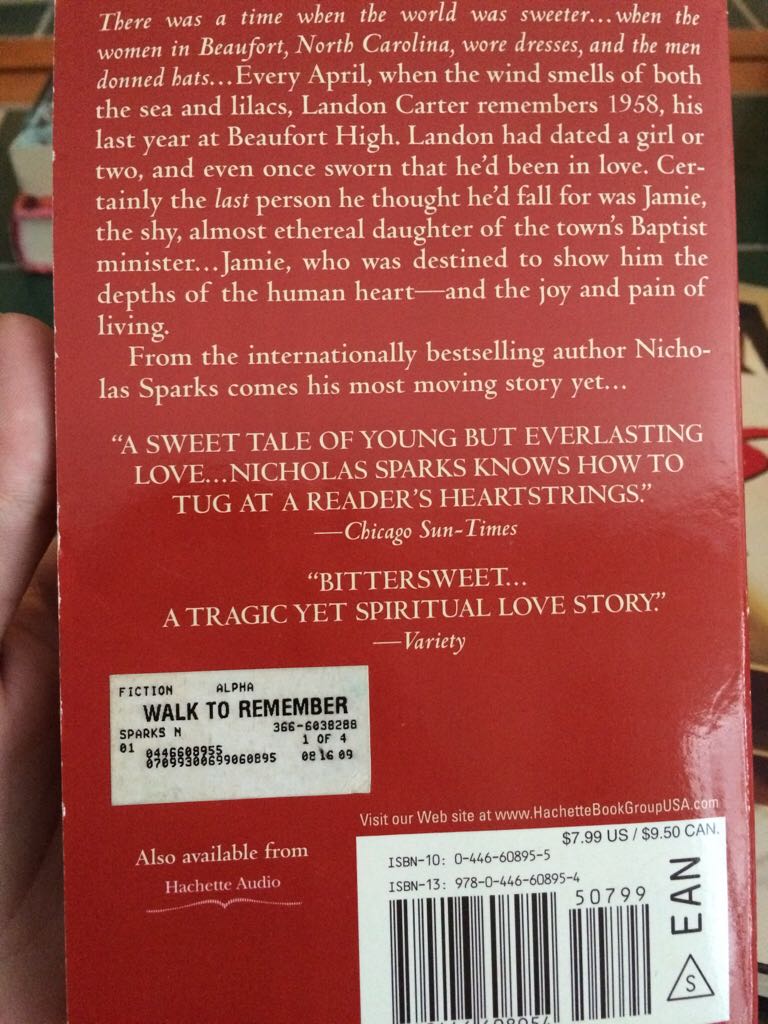 There was a time when the world was sweeter...when the
women in Beaufort, North Carolina, wore dresses, and the men
donned hats...Every April, when the wind smells of both
the sea and lilacs, Landon Carter remembers 1958, his
last year at Beaufort High. Landon had dated a girl or
two, and even once sworn that he'd been in love. Cer-
tainly the last person he thought he'd fall for was Jamie,
the shy, almost ethereal daughter of the town's Baptist
minister...Jamie, who was destined to show him the
depths of the human heart—and the joy and pain of
living.
From the internationally bestselling author Nicho-
las Sparks comes his most moving story yet...
"A SWEET TALE OF YOUNG BUT EVERLASTING
LOVE...NICHOLAS SPARKS KNOWS HOW TO
TUG AT A READER'S HEARTSTRINGS."
—Chicago Sun-Times
"BITTERSWEET...
A TRAGIC YET SPIRITUAL LOVE STORY."
—Variety
FICTION ALPHA
WALK TO REMEMBER
SPARKS N 366-6038288
01 0446608955 1 OF 4
07099300699060895 08 16 09
Visit our Web site at www.HachetteBookGroupUSA.com
$7.99 US / $9.50 CAN.
Also available from
Hachette Audio
ISBN-10: 0-446-60895-5
ISBN-13: 978-0-446-60895-4
50799
EAN
S